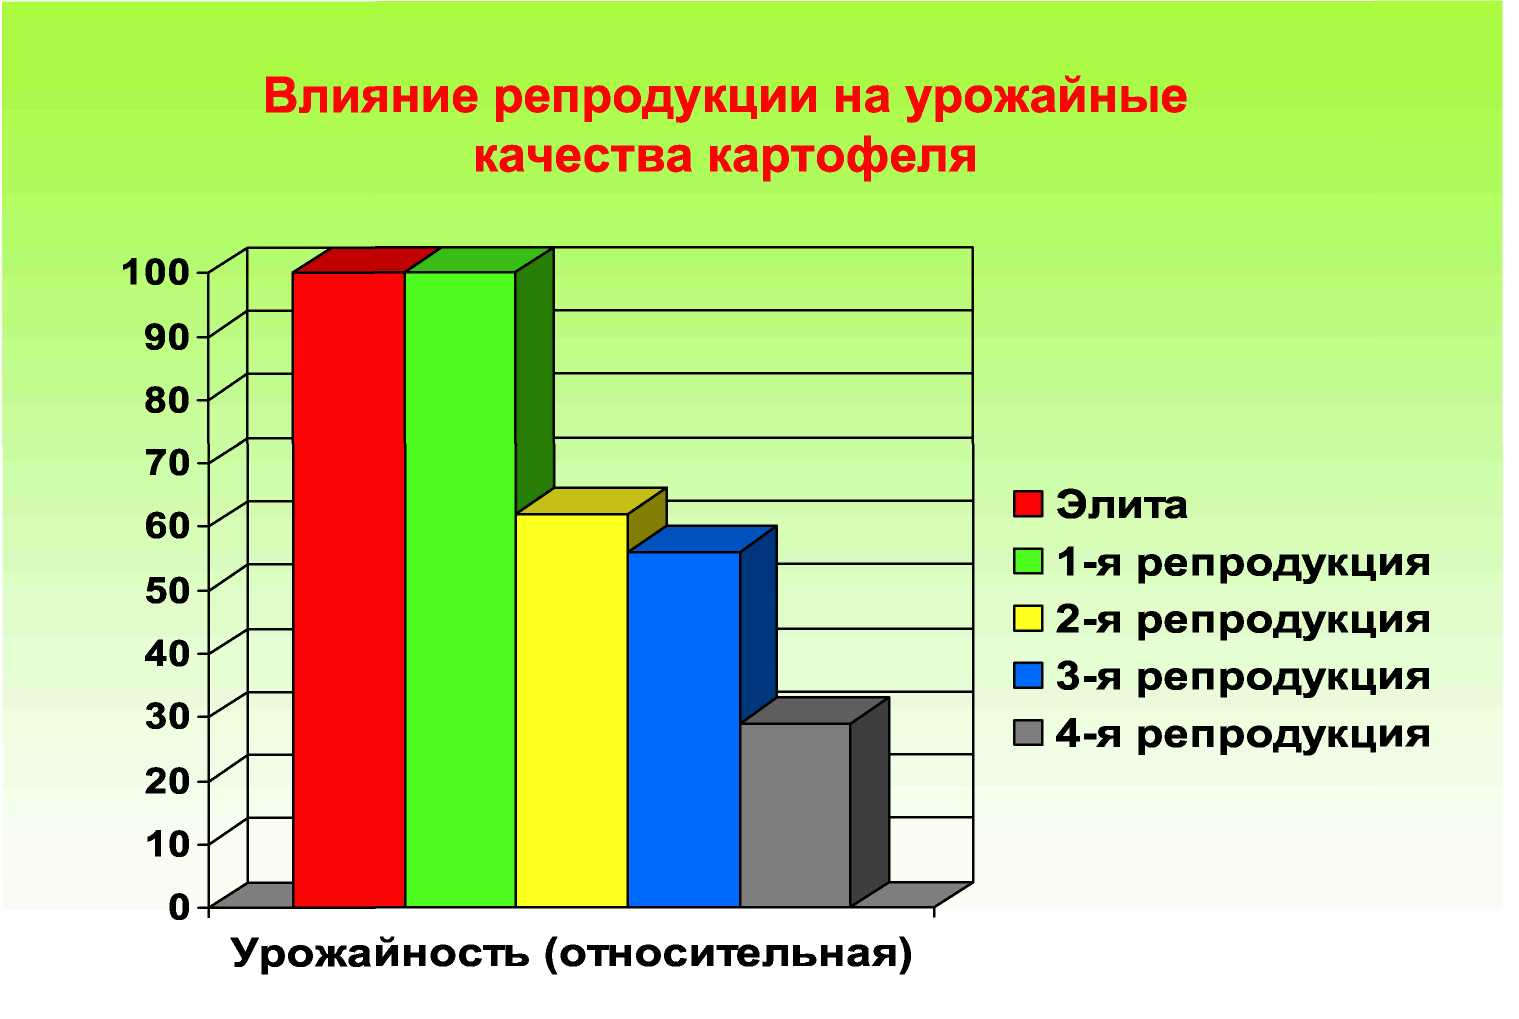 Влияние репродукции на урожайные
качества картофеля
100
90
80
70
60
50
40
30
20
10
0
Урожайность (относительная)
Элита
1-я репродукция
2-я репродукция
3-я репродукция
4-я репродукция